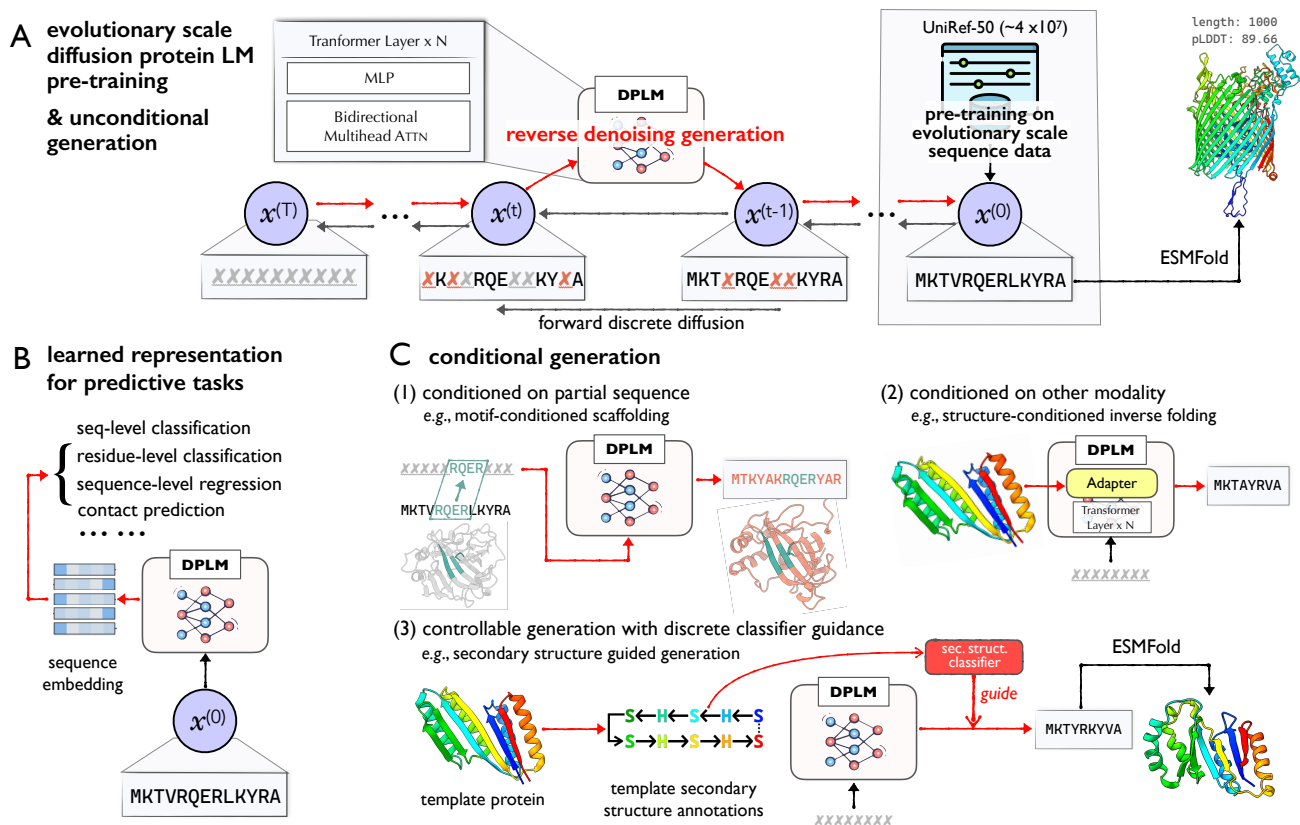 A evolutionary scale
diffusion protein LM
pre-training
& unconditional
generation
Tranformer Layer x N
MLP
Bidirectional
Multihead ATTN
DPLM
reverse denoising generation
UniRef-50 (~4 x10⁷)
pre-training on
evolutionary scale
sequence data
length: 1000
pLDDT: 89.66
x(T)
...
x(t)
x(t-1)
...
x(0)
XXXXXXXXXX
XKXXRQEXXKYXA
MKTXRQEXXKYRA
MKTVRQERLKYRA
ESMFold
forward discrete diffusion
B learned representation
for predictive tasks
seq-level classification
residue-level classification
sequence-level regression
contact prediction
... ...
DPLM
sequence
embedding
x(0)
MKTVRQERLKYRA
C conditional generation
(1) conditioned on partial sequence
e.g., motif-conditioned scaffolding
XXXXXRQERXXX
MKTVRQERLKYRA
DPLM
MTKYAKRQERYAR
(2) conditioned on other modality
e.g., structure-conditioned inverse folding
DPLM
Adapter
Transformer
Layer x N
XXXXXXXX
MKTAYRVA
(3) controllable generation with discrete classifier guidance
e.g., secondary structure guided generation
template protein
S H S H S
S H S H S
template secondary
structure annotations
DPLM
XXXXXXXX
sec. struct.
classifier
guide
MKTYRKYVA
ESMFold